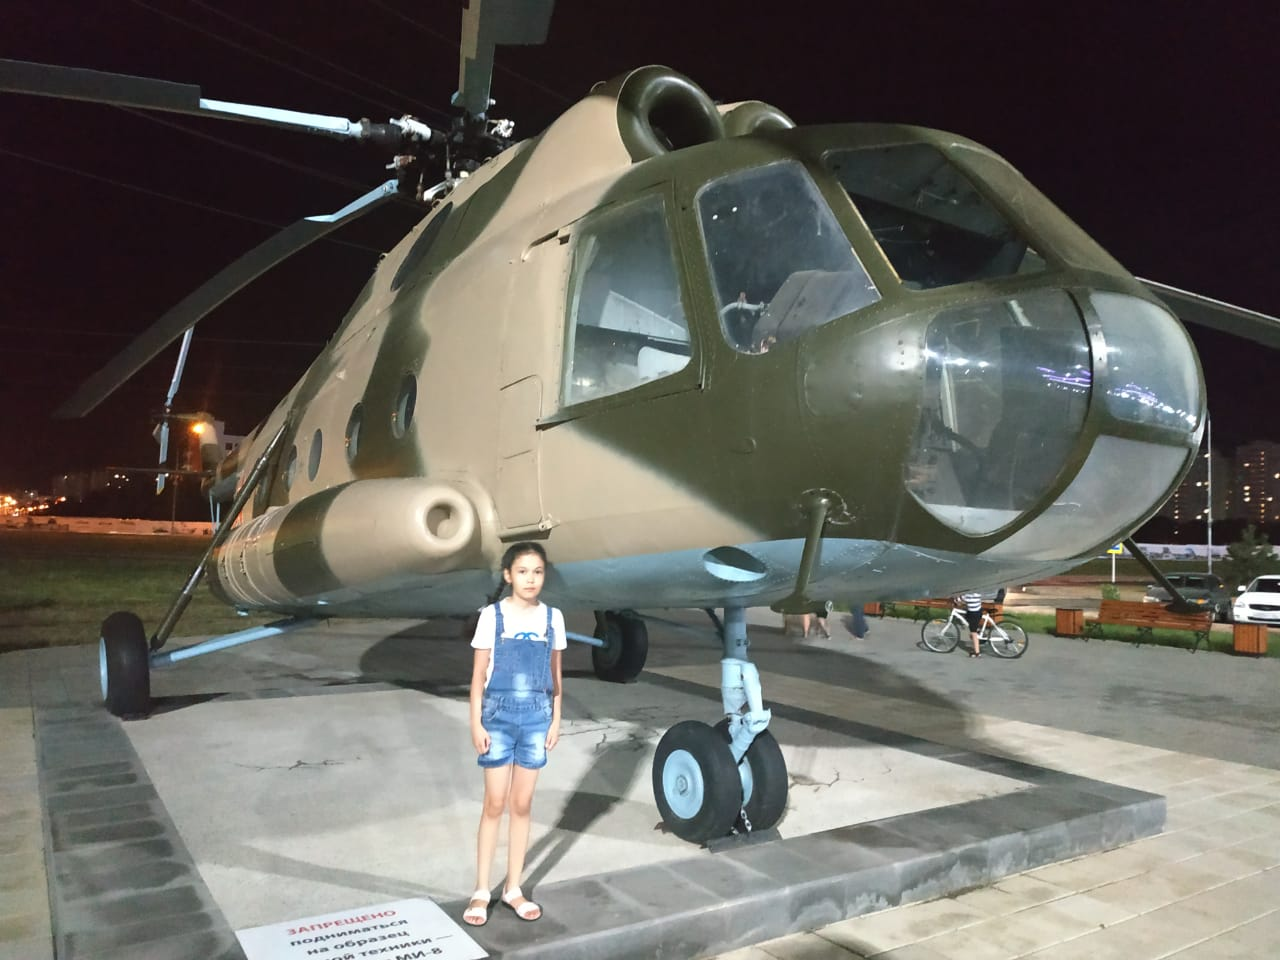 ЗАПРЕЩЕНО
подниматься
на образец
техники —
МИ-8